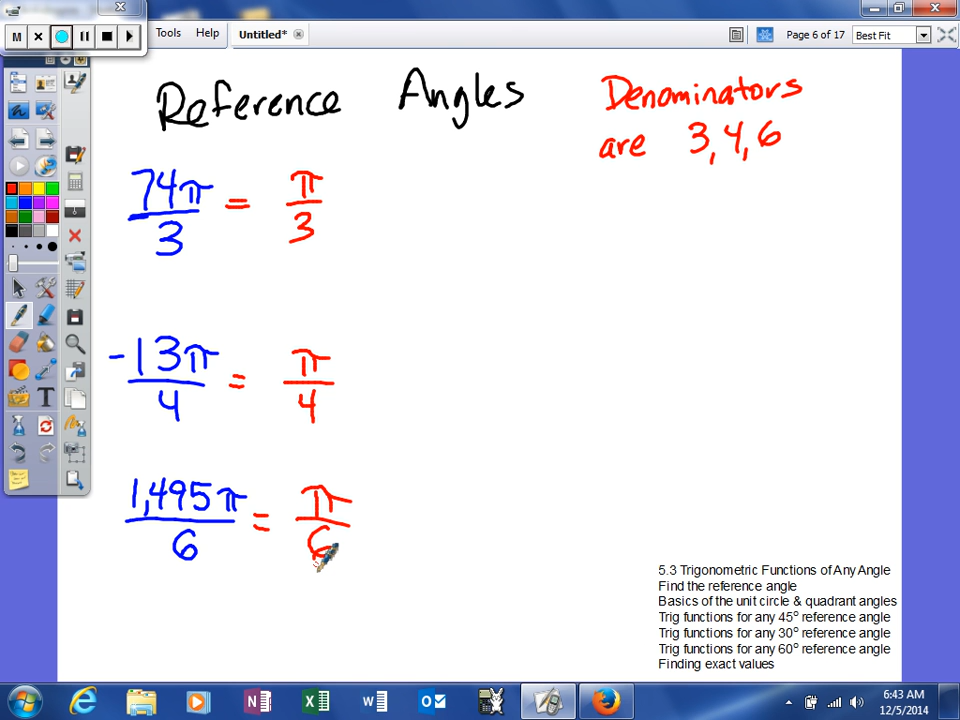 M
Tools Help Untitled*
Page 6 of 17 Best Fit
Reference Angles
Denominators
are 3,4,6
74π/3 = π/3
-13π/4 = π/4
1,495π/6 = π/6
5.3 Trigonometric Functions of Any Angle
Find the reference angle
Basics of the unit circle & quadrant angles
Trig functions for any 45° reference angle
Trig functions for any 30° reference angle
Trig functions for any 60° reference angle
Finding exact values
6:43 AM
12/5/2014